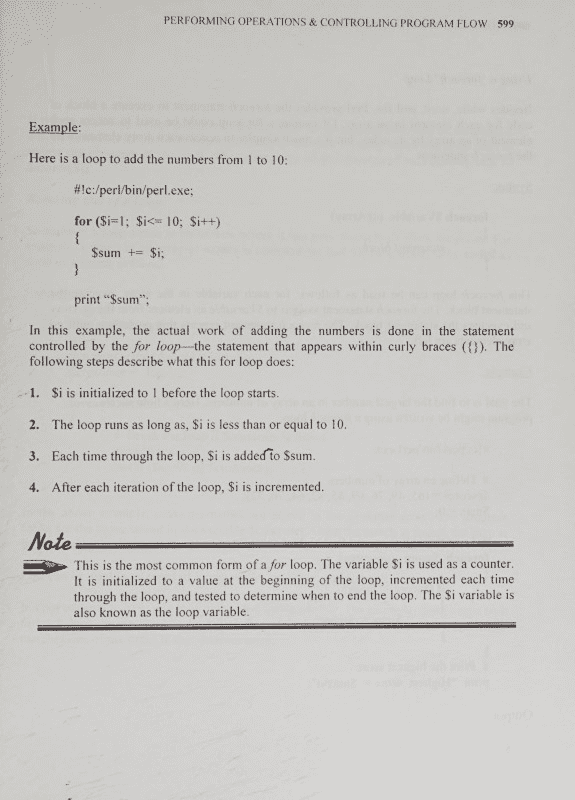 PERFORMING OPERATIONS & CONTROLLING PROGRAM FLOW 599
Example:
Here is a loop to add the numbers from 1 to 10:
#!c:/perl/bin/perl.exe;
for ($i=1; $i<= 10; $i++)
{
$sum += $i;
}
print “$sum”;
In this example, the actual work of adding the numbers is done in the statement
controlled by the for loop—the statement that appears within curly braces ({}). The
following steps describe what this for loop does:
1. $i is initialized to 1 before the loop starts.
2. The loop runs as long as, $i is less than or equal to 10.
3. Each time through the loop, $i is added to $sum.
4. After each iteration of the loop, $i is incremented.
Note
This is the most common form of a for loop. The variable $i is used as a counter.
It is initialized to a value at the beginning of the loop, incremented each time
through the loop, and tested to determine when to end the loop. The $i variable is
also known as the loop variable.